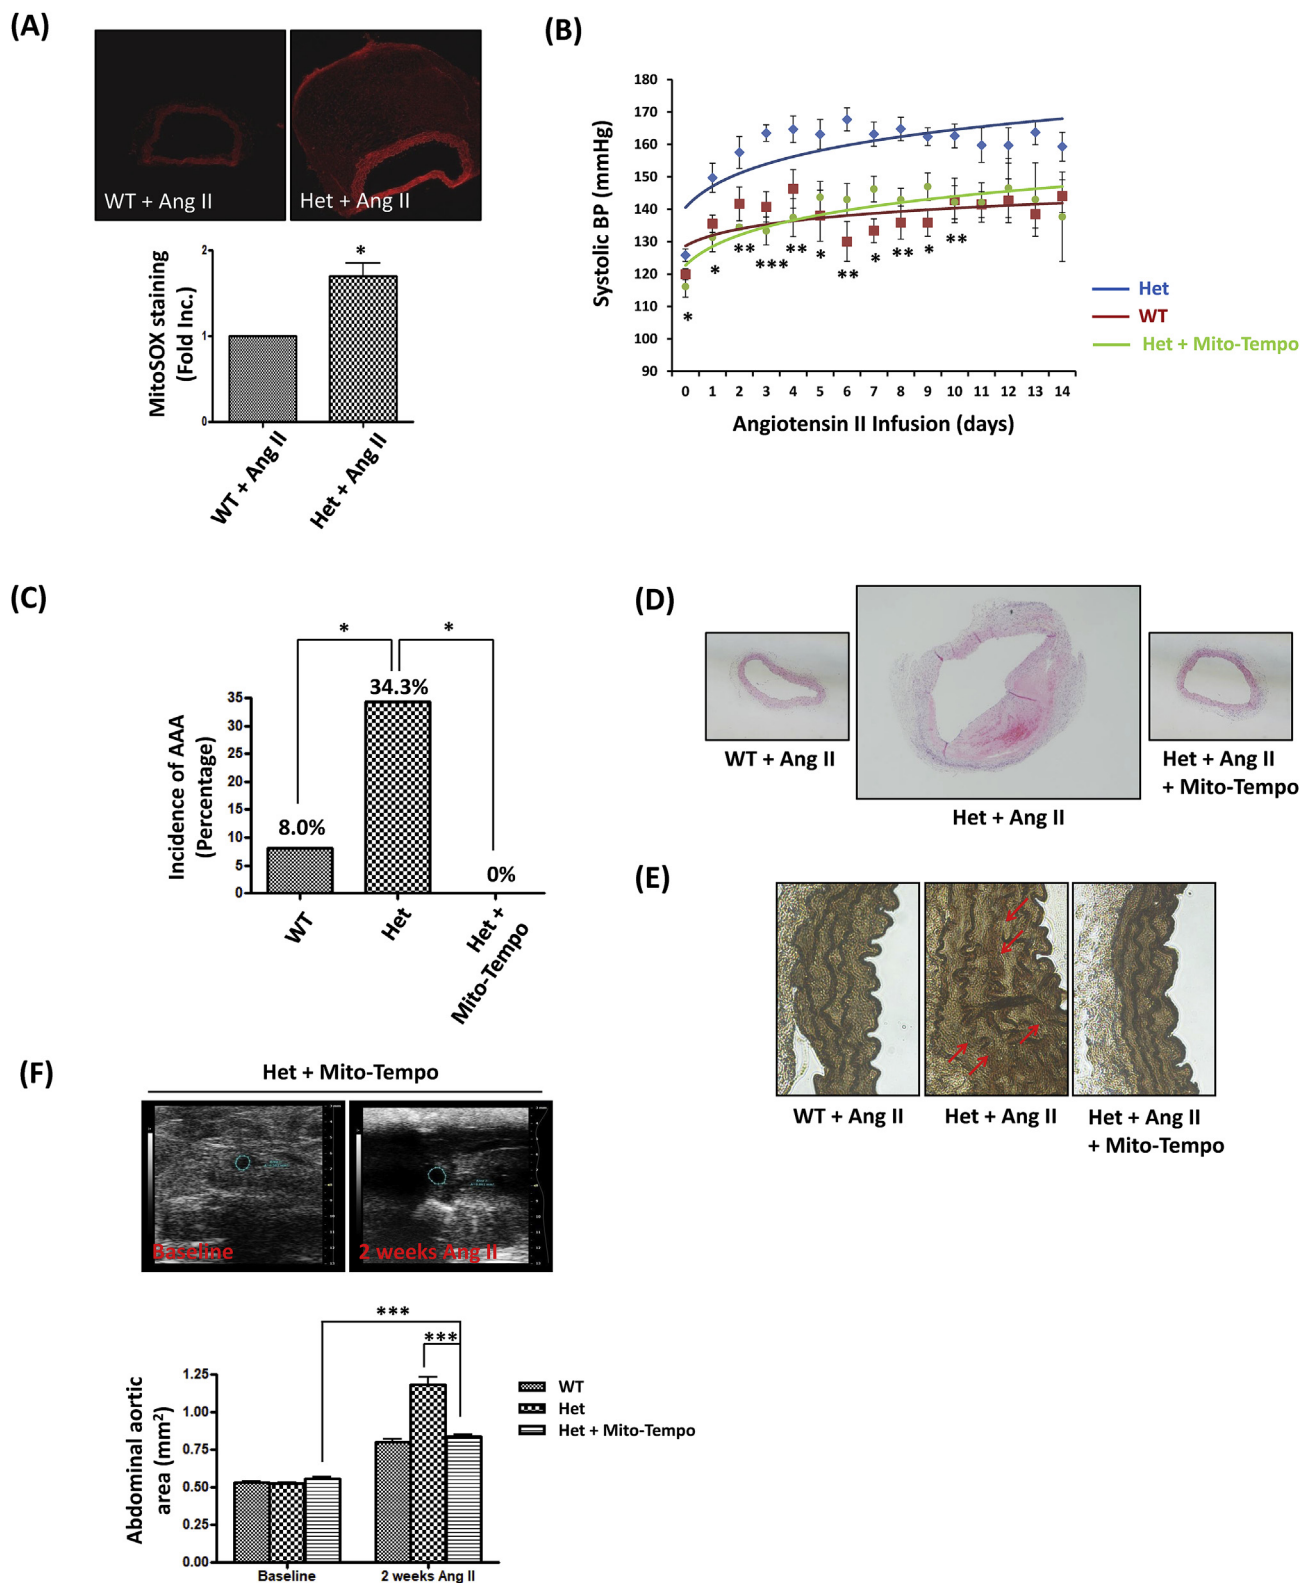 (A)
WT + Ang II
Het + Ang II
MitoSOX staining
(Fold Inc.)
2
1
0
*
WT + Ang II
Het + Ang II
(B)
Systolic BP (mmHg)
180
170
160
150
140
130
120
110
100
90
*
*
**
***
**
*
**
*
**
*
**
0 1 2 3 4 5 6 7 8 9 10 11 12 13 14
Angiotensin II Infusion (days)
Het
WT
Het + Mito-Tempo
(C)
Incidence of AAA
(Percentage)
35
30
25
20
15
10
5
0
* *
8.0%
34.3%
0%
WT
Het
Het +
Mito-Tempo
(D)
WT + Ang II
Het + Ang II
Het + Ang II
+ Mito-Tempo
(E)
WT + Ang II
Het + Ang II
Het + Ang II
+ Mito-Tempo
(F)
Het + Mito-Tempo
Baseline
2 weeks Ang II
Abdominal aortic
area (mm²)
1.25
1.00
0.75
0.50
0.25
0.00
***
***
Baseline
2 weeks Ang II
WT
Het
Het + Mito-Tempo